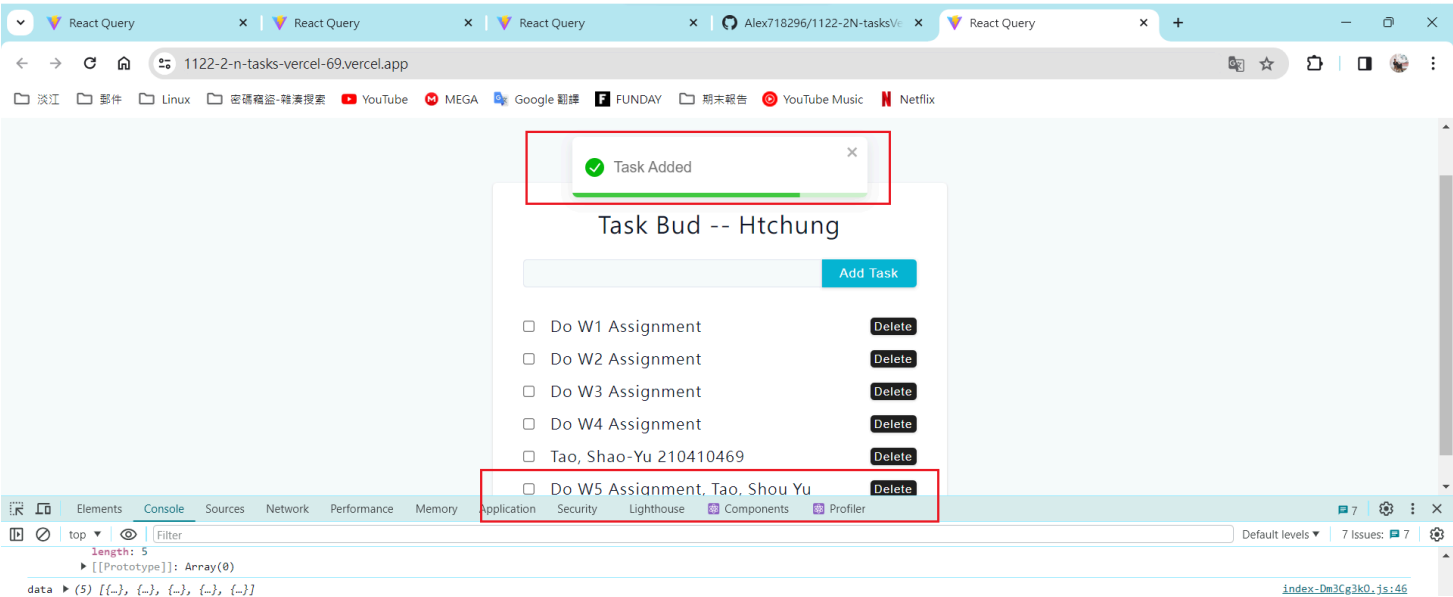 React Query React Query React Query Alex718296/1122-2N-tasksVe React Query
1122-2-n-tasks-vercel-69.vercel.app
淡江 郵件 Linux 密碼竊盜-雜湊搜索 YouTube MEGA Google 翻譯 FUNDAY 期末報告 YouTube Music Netflix
Task Added
Task Bud -- Htchung
Add Task
Do W1 Assignment Delete
Do W2 Assignment Delete
Do W3 Assignment Delete
Do W4 Assignment Delete
Tao, Shao-Yu 210410469 Delete
Do W5 Assignment, Tao, Shou Yu Delete
Elements Console Sources Network Performance Memory Application Security Lighthouse Components Profiler 7
top Filter Default levels 7 Issues: 7
length: 5
[[Prototype]]: Array(0)
data (5) [{…}, {…}, {…}, {…}, {…}] index-Dm3Cg3kO.js:46